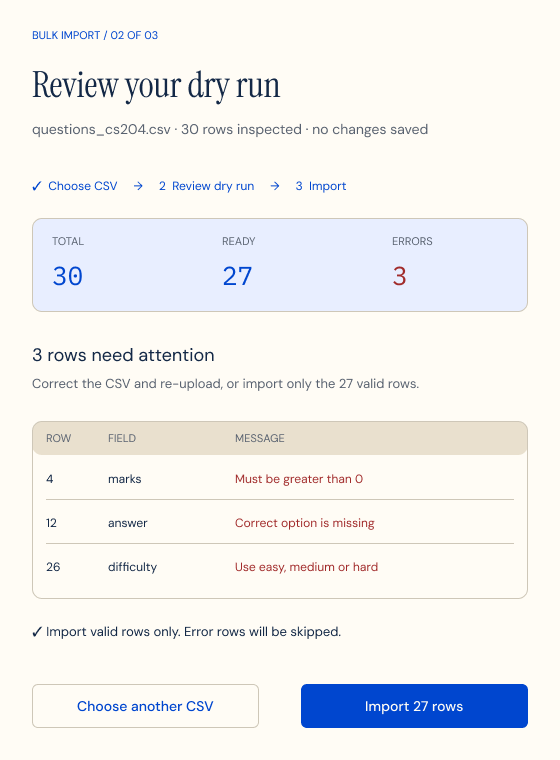 BULK IMPORT / 02 OF 03
Review your dry run
questions_cs204.csv · 30 rows inspected · no changes saved
✓ Choose CSV → 2 Review dry run → 3 Import
TOTAL READY ERRORS
30 27 3
3 rows need attention
Correct the CSV and re-upload, or import only the 27 valid rows.
ROW FIELD MESSAGE
4 marks Must be greater than 0
12 answer Correct option is missing
26 difficulty Use easy, medium or hard
✓ Import valid rows only. Error rows will be skipped.
Choose another CSV Import 27 rows